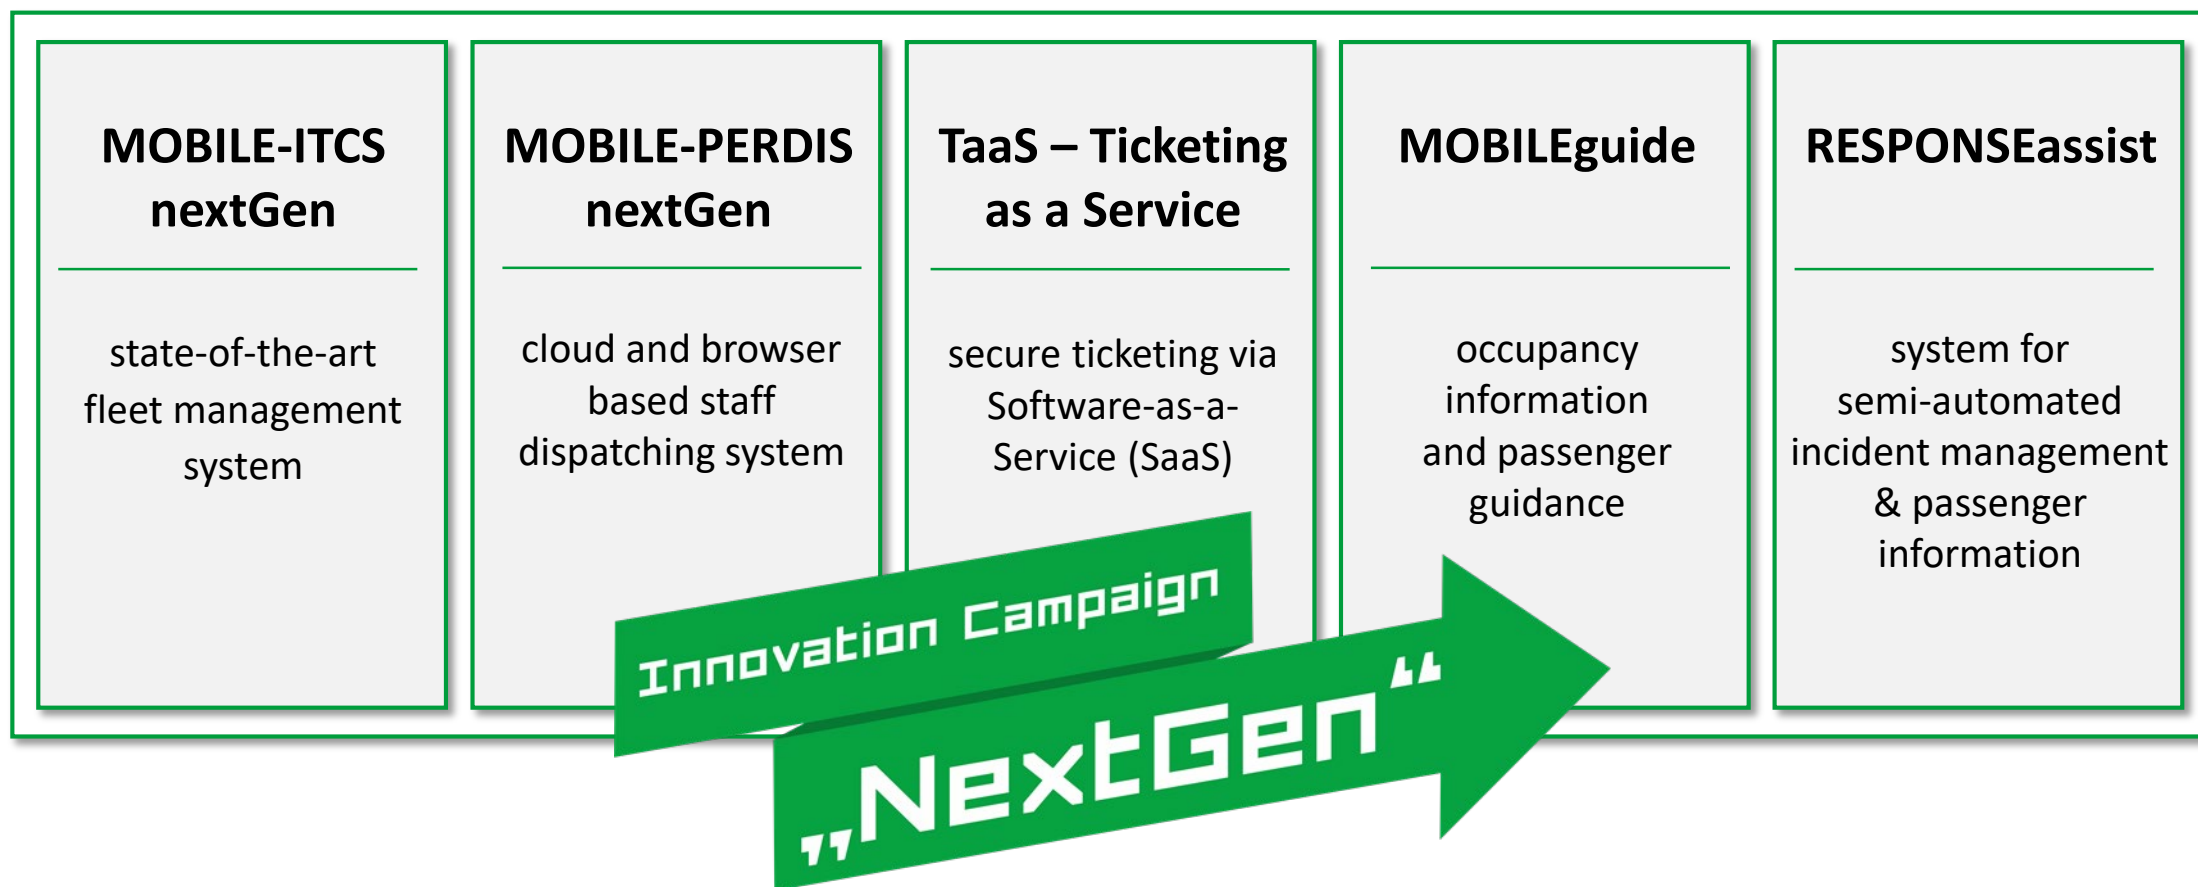 MOBILE-ITCS
nextGen
state-of-the-art
fleet management
system
MOBILE-PERDIS
nextGen
cloud and browser
based staff
dispatching system
TaaS – Ticketing
as a Service
secure ticketing via
Software-as-a-
Service (SaaS)
MOBILEguide
occupancy
information
and passenger
guidance
RESPONSEassist
system for
semi-automated
incident management
& passenger
information
Innovation Campaign
„NextGen“